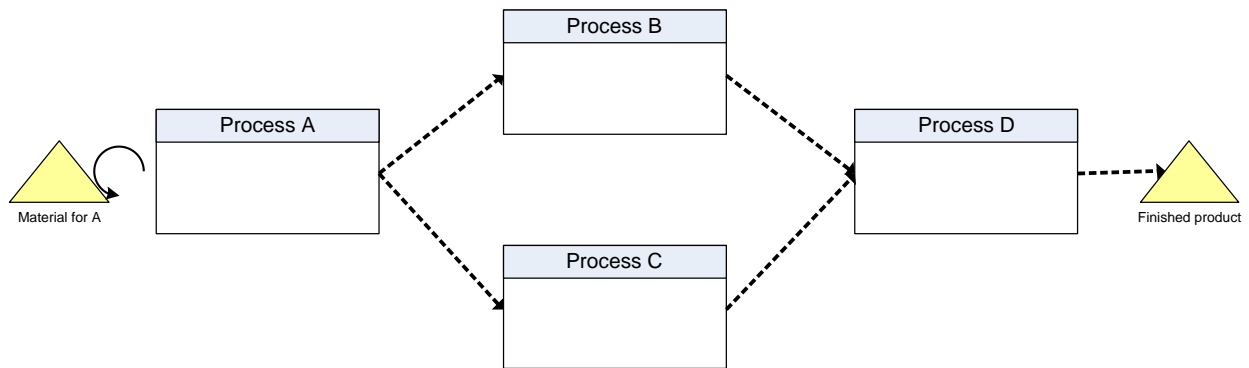 Process B
Process A
Process D
Material for A
Finished product
Process C